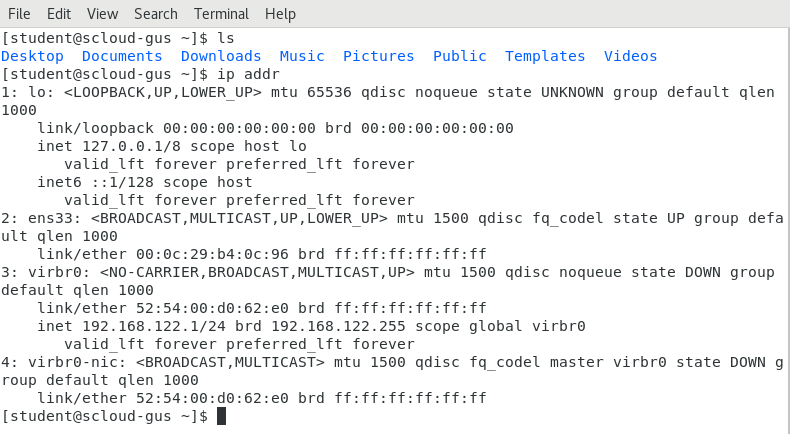 File Edit View Search Terminal Help
[student@scloud-gus ~]$ ls
Desktop  Documents  Downloads  Music  Pictures  Public  Templates  Videos
[student@scloud-gus ~]$ ip addr
1: lo: <LOOPBACK,UP,LOWER_UP> mtu 65536 qdisc noqueue state UNKNOWN group default qlen
1000
    link/loopback 00:00:00:00:00:00 brd 00:00:00:00:00:00
    inet 127.0.0.1/8 scope host lo
       valid_lft forever preferred_lft forever
    inet6 ::1/128 scope host
       valid_lft forever preferred_lft forever
2: ens33: <BROADCAST,MULTICAST,UP,LOWER_UP> mtu 1500 qdisc fq_codel state UP group defa
ult qlen 1000
    link/ether 00:0c:29:b4:0c:96 brd ff:ff:ff:ff:ff:ff
3: virbr0: <NO-CARRIER,BROADCAST,MULTICAST,UP> mtu 1500 qdisc noqueue state DOWN group
default qlen 1000
    link/ether 52:54:00:d0:62:e0 brd ff:ff:ff:ff:ff:ff
    inet 192.168.122.1/24 brd 192.168.122.255 scope global virbr0
       valid_lft forever preferred_lft forever
4: virbr0-nic: <BROADCAST,MULTICAST> mtu 1500 qdisc fq_codel master virbr0 state DOWN g
roup default qlen 1000
    link/ether 52:54:00:d0:62:e0 brd ff:ff:ff:ff:ff:ff
[student@scloud-gus ~]$